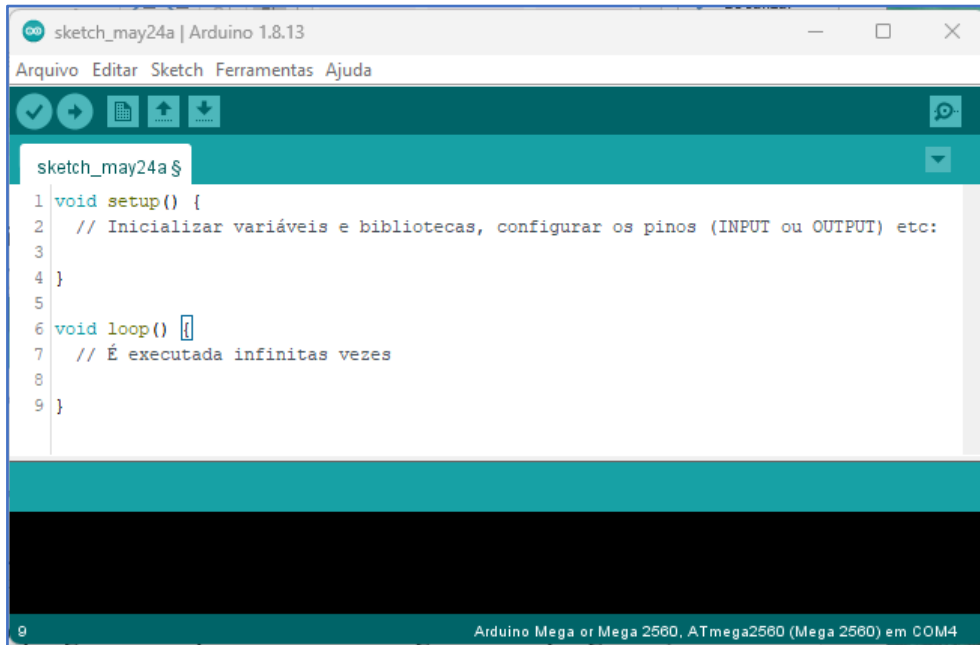 sketch_may24a | Arduino 1.8.13
Arquivo Editar Sketch Ferramentas Ajuda
sketch_may24a §
1 void setup() {
2 // Inicializar variáveis e bibliotecas, configurar os pinos (INPUT ou OUTPUT) etc:
3
4 }
5
6 void loop() {
7 // É executada infinitas vezes
8
9 }
9 Arduino Mega or Mega 2560, ATmega2560 (Mega 2560) em COM4